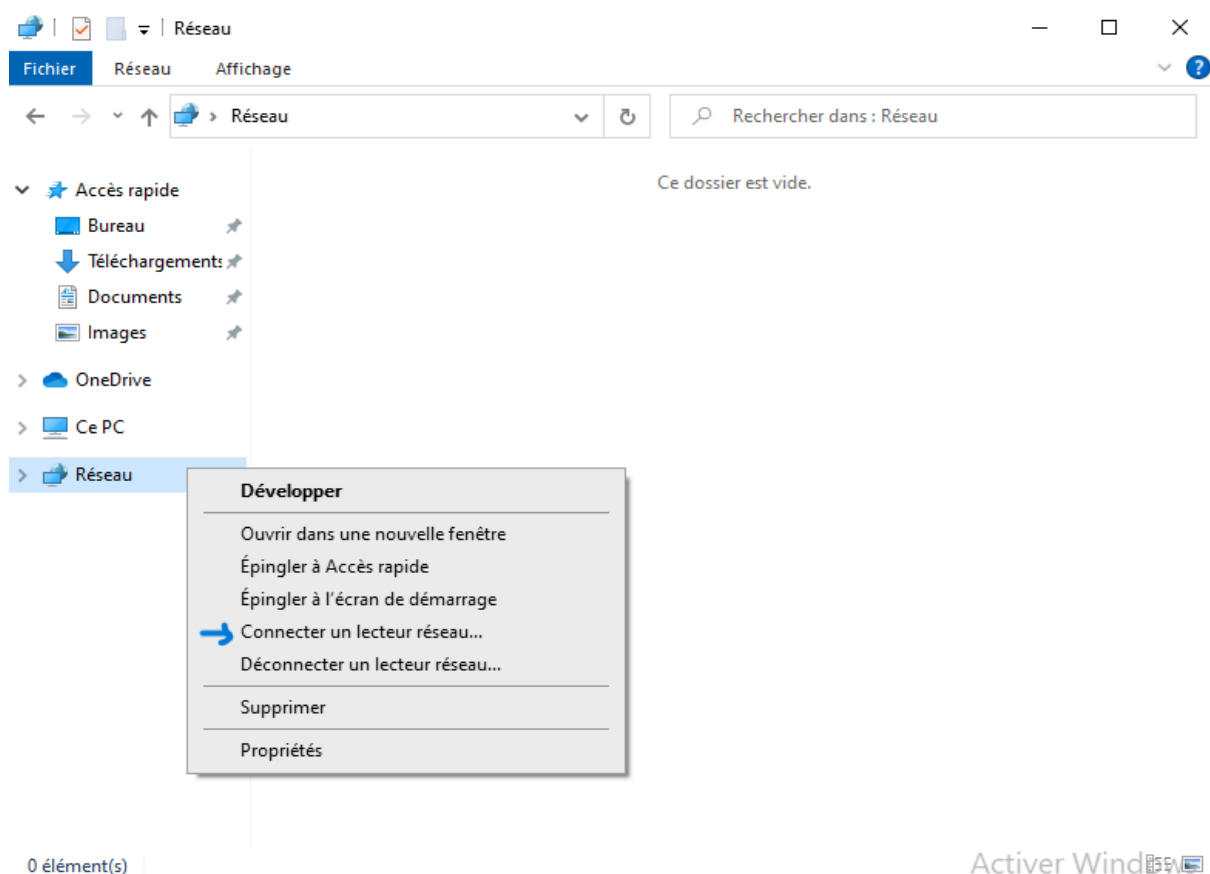 Réseau
Fichier Réseau Affichage
Réseau Rechercher dans : Réseau
Ce dossier est vide.
Accès rapide
Bureau
Téléchargements
Documents
Images
OneDrive
Ce PC
Réseau
Développer
Ouvrir dans une nouvelle fenêtre
Épingler à Accès rapide
Épingler à l'écran de démarrage
Connecter un lecteur réseau...
Déconnecter un lecteur réseau...
Supprimer
Propriétés
0 élément(s) Activer Windows